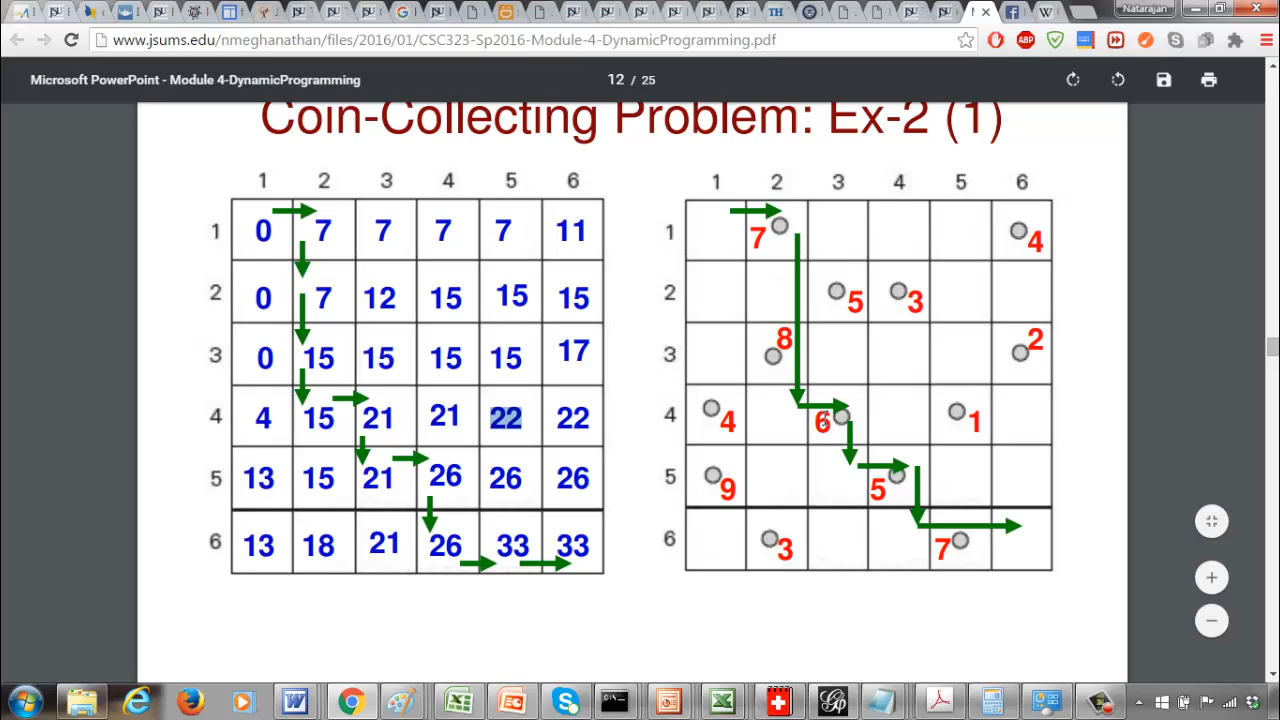 Natarajan
www.jsums.edu/nmeghanathan/files/2016/01/CSC323-Sp2016-Module-4-DynamicProgramming.pdf
Microsoft PowerPoint - Module 4-DynamicProgramming
12 / 25
Coin-Collecting Problem: Ex-2 (1)
1 2 3 4 5 6
1 0 7 7 7 7 11
2 0 7 12 15 15 15
3 0 15 15 15 15 17
4 4 15 21 21 22 22
5 13 15 21 26 26 26
6 13 18 21 26 33 33
1 2 3 4 5 6
1 7 4
2 5 3
3 8 2
4 4 6 1
5 9 5
6 3 7